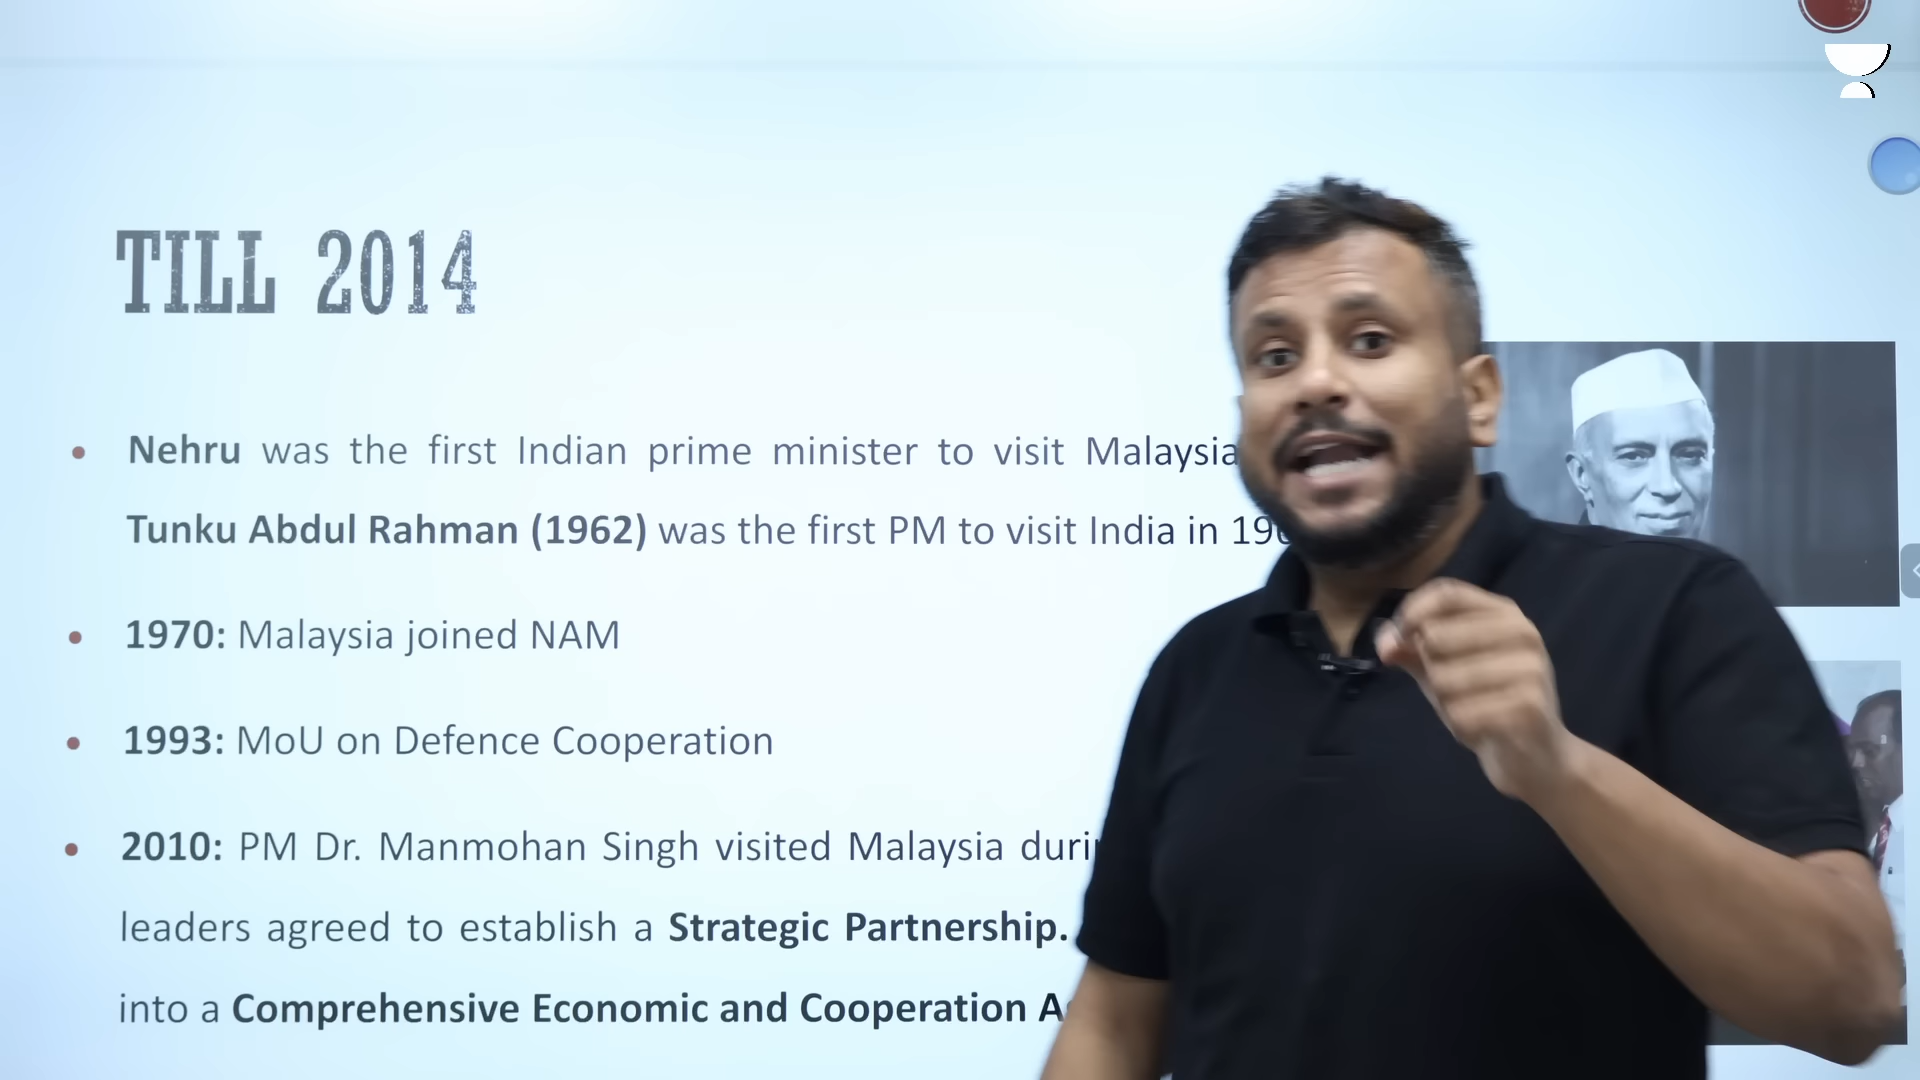 TILL 2014
Nehru was the first Indian prime minister to visit Malaysia
Tunku Abdul Rahman (1962) was the first PM to visit India in
1970: Malaysia joined NAM
1993: MoU on Defence Cooperation
2010: PM Dr. Manmohan Singh visited Malaysia
leaders agreed to establish a Strategic Partnership.
into a Comprehensive Economic and Cooperation